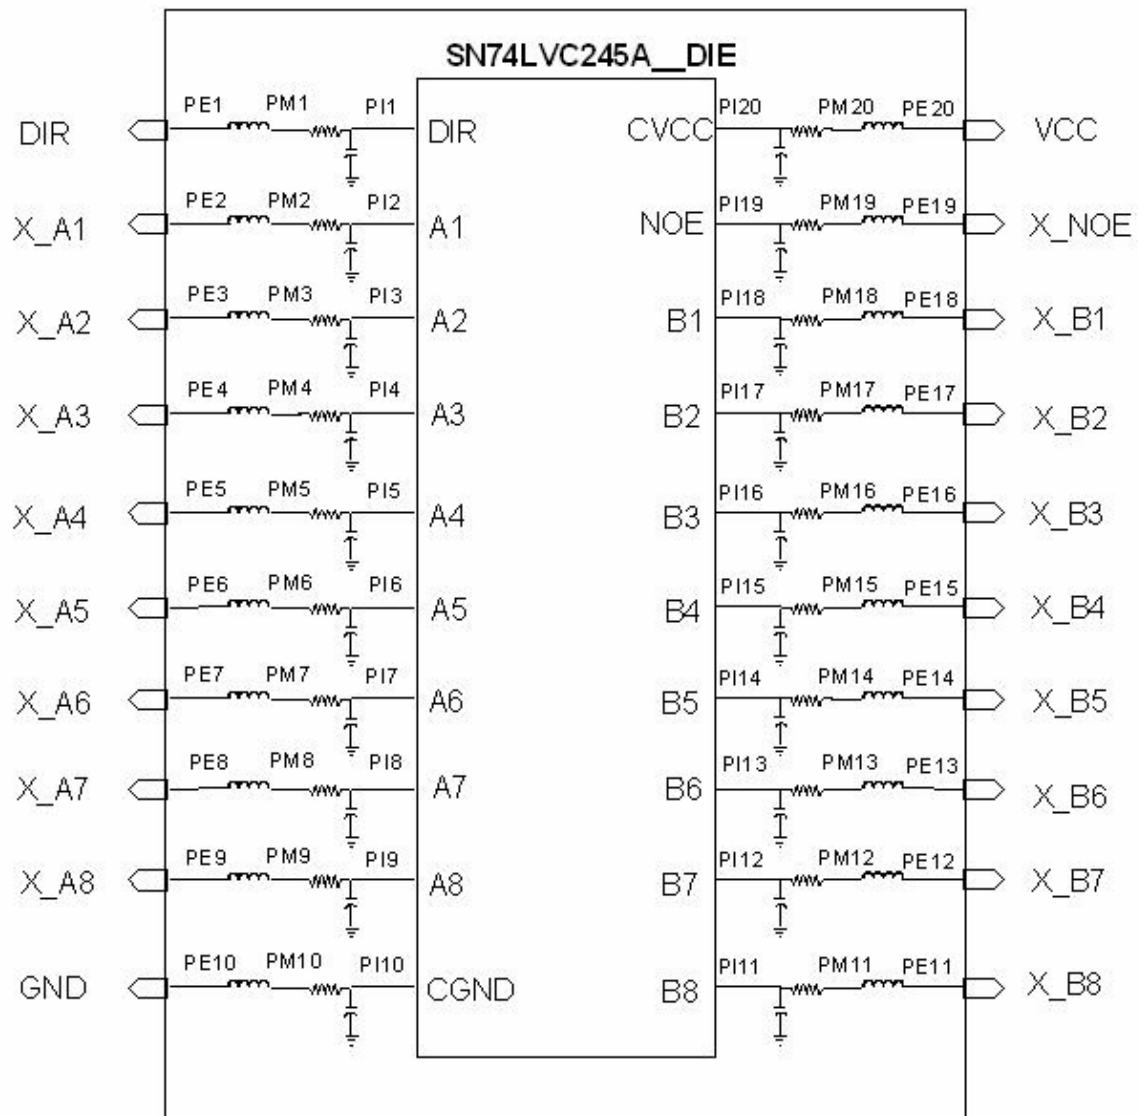 SN74LVC245A__DIE
PE1 PM1 PI1 PI20 PM20 PE20
DIR DIR CVCC VCC
PE2 PM2 PI2 PI19 PM19 PE19
X_A1 A1 NOE X_NOE
PE3 PM3 PI3 PI18 PM18 PE18
X_A2 A2 B1 X_B1
PE4 PM4 PI4 PI17 PM17 PE17
X_A3 A3 B2 X_B2
PE5 PM5 PI5 PI16 PM16 PE16
X_A4 A4 B3 X_B3
PE6 PM6 PI6 PI15 PM15 PE15
X_A5 A5 B4 X_B4
PE7 PM7 PI7 PI14 PM14 PE14
X_A6 A6 B5 X_B5
PE8 PM8 PI8 PI13 PM13 PE13
X_A7 A7 B6 X_B6
PE9 PM9 PI9 PI12 PM12 PE12
X_A8 A8 B7 X_B7
PE10 PM10 PI10 PI11 PM11 PE11
GND CGND B8 X_B8